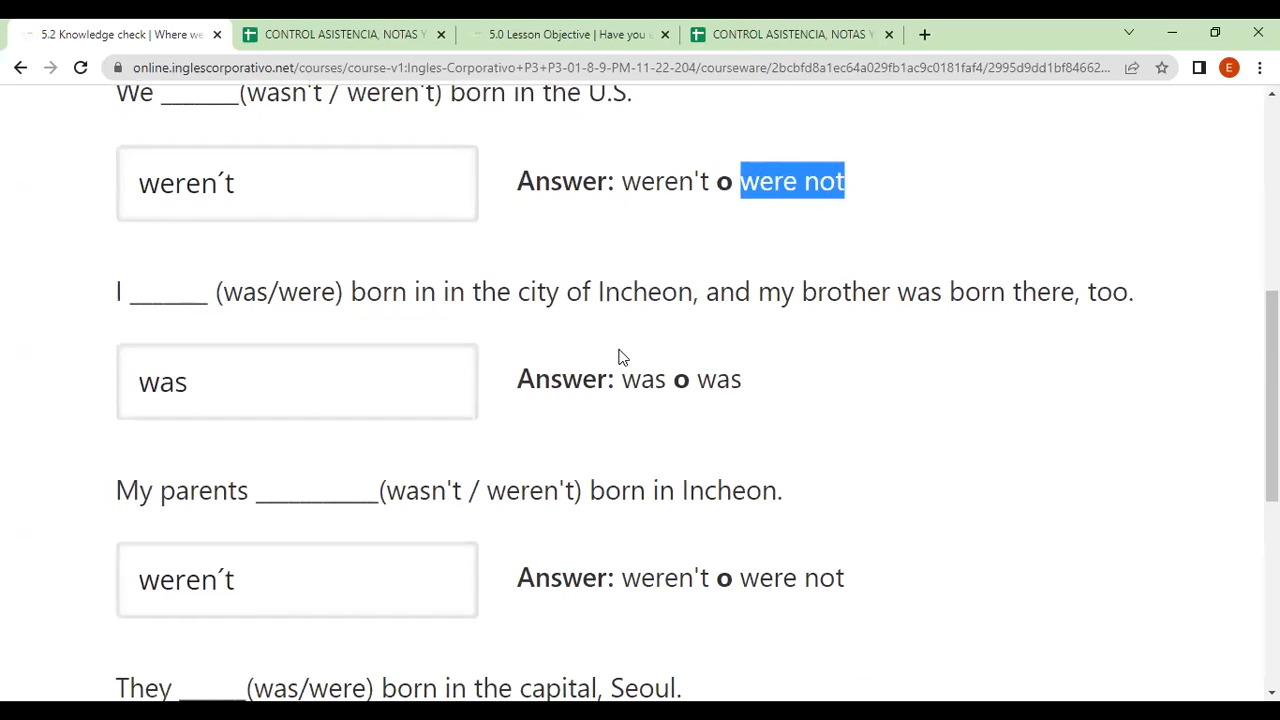 5.2 Knowledge check | Where we
CONTROL ASISTENCIA, NOTAS Y
5.0 Lesson Objective | Have you
CONTROL ASISTENCIA, NOTAS Y
online.inglescorporativo.net/courses/course-v1:Ingles-Corporativo+P3+P3-01-8-9-PM-11-22-204/courseware/2bcbfd8a1ec64a029fb1ac9c0181faf4/2995d9dd1bf84662...
E
We _______(wasn't / weren't) born in the U.S.
weren´t
Answer: weren't o were not
I _______ (was/were) born in in the city of Incheon, and my brother was born there, too.
was
Answer: was o was
My parents ___________(wasn't / weren't) born in Incheon.
weren´t
Answer: weren't o were not
They ______(was/were) born in the capital, Seoul.